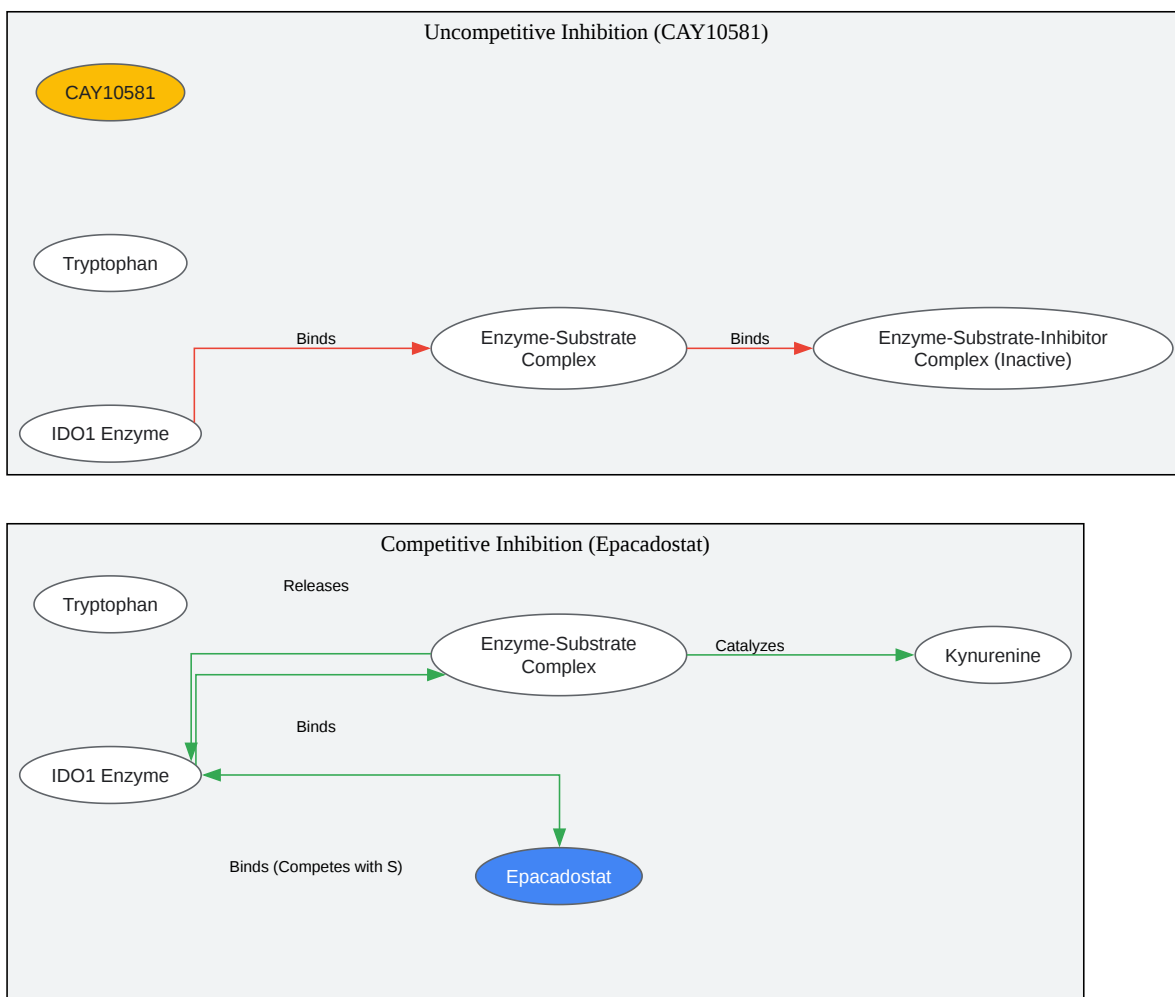 Uncompetitive Inhibition (CAY10581)
CAY10581
Tryptophan
Binds
Enzyme-Substrate
Complex
Binds
Enzyme-Substrate-Inhibitor
Complex (Inactive)
IDO1 Enzyme
Competitive Inhibition (Epacadostat)
Releases
Tryptophan
Enzyme-Substrate
Complex
Catalyzes
Kynurenine
Binds
IDO1 Enzyme
Binds (Competes with S)
Epacadostat